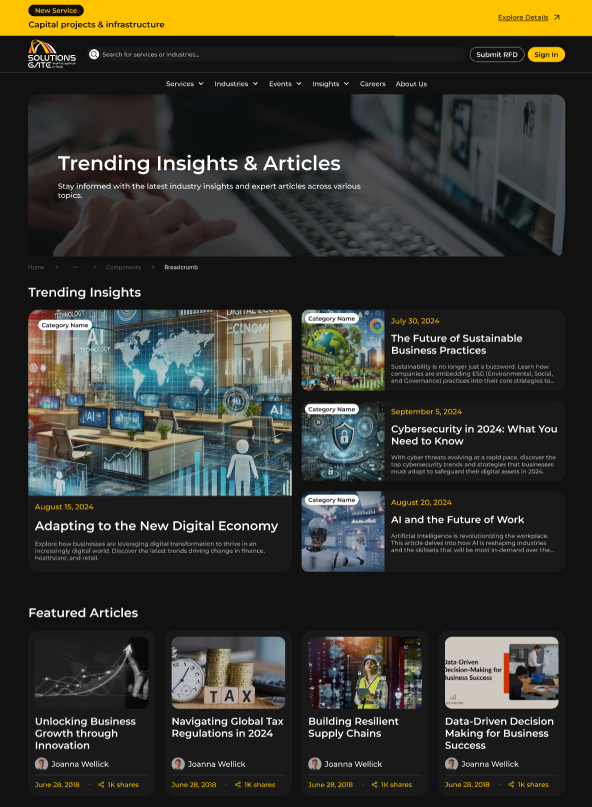 New Service
Capital projects & infrastructure
Explore Details
SOLUTIONS
GATE
Search for services or industries...
Submit RFD
Sign In
Services
Industries
Events
Insights
Careers
About Us
Trending Insights & Articles
Stay informed with the latest industry insights and expert articles across various
topics.
Home
...
Components
Breadcrumb
Trending Insights
Category Name
TECHNOLOGY
AI
DIGITAL ECON
August 15, 2024
Adapting to the New Digital Economy
Explore how businesses are leveraging digital transformation to thrive in an
increasingly digital world. Discover the latest trends driving change in finance,
healthcare, and retail.
Category Name
July 30, 2024
The Future of Sustainable
Business Practices
Sustainability is no longer just a buzzword. Learn how
companies are embedding ESG (Environmental, Social,
and Governance) practices into their core strategies to...
Category Name
September 5, 2024
Cybersecurity in 2024: What You
Need to Know
With cyber threats evolving at a rapid pace, discover the
top cybersecurity trends and strategies that businesses
must adopt to safeguard their digital assets in 2024.
Category Name
August 20, 2024
AI and the Future of Work
Artificial Intelligence is revolutionizing the workplace.
This article delves into how AI is reshaping industries
and the skillsets that will be most in-demand over the...
Featured Articles
Unlocking Business
Growth through
Innovation
Joanna Wellick
June 28, 2018
1K shares
TAX
Navigating Global Tax
Regulations in 2024
Joanna Wellick
June 28, 2018
1K shares
Building Resilient
Supply Chains
Joanna Wellick
June 28, 2018
1K shares
Data-Driven
Decision-Making for
Business Success
Data-Driven Decision
Making for Business
Success
Joanna Wellick
June 28, 2018
1K shares